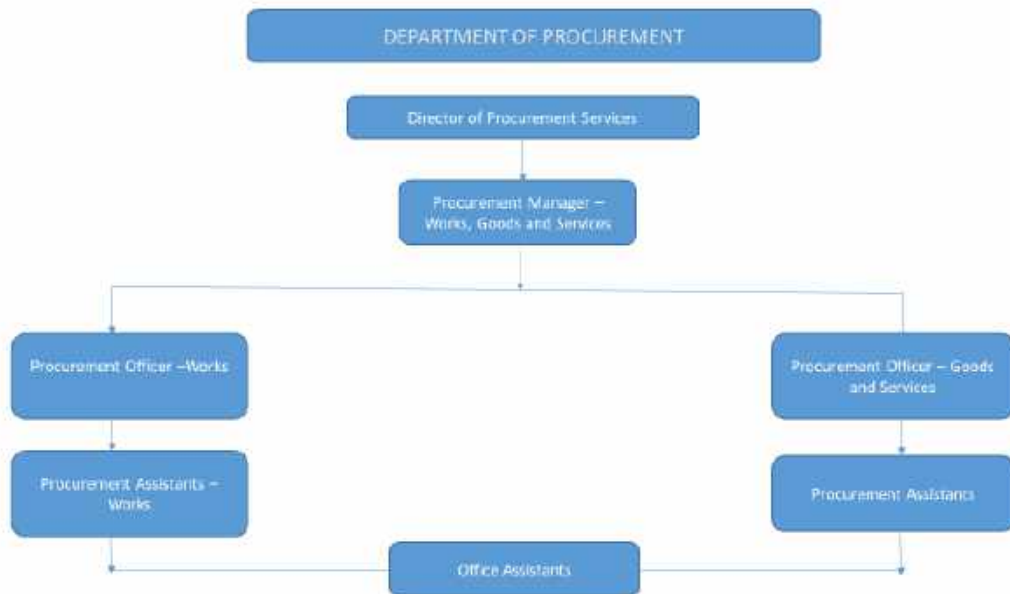 DEPARTMENT OF PROCUREMENT
Director of Procurement Services
Procurement Manager –
Works, Goods and Services
Procurement Officer –Works
Procurement Officer – Goods
and Services
Procurement Assistants –
Works
Procurement Assistants
Office Assistants